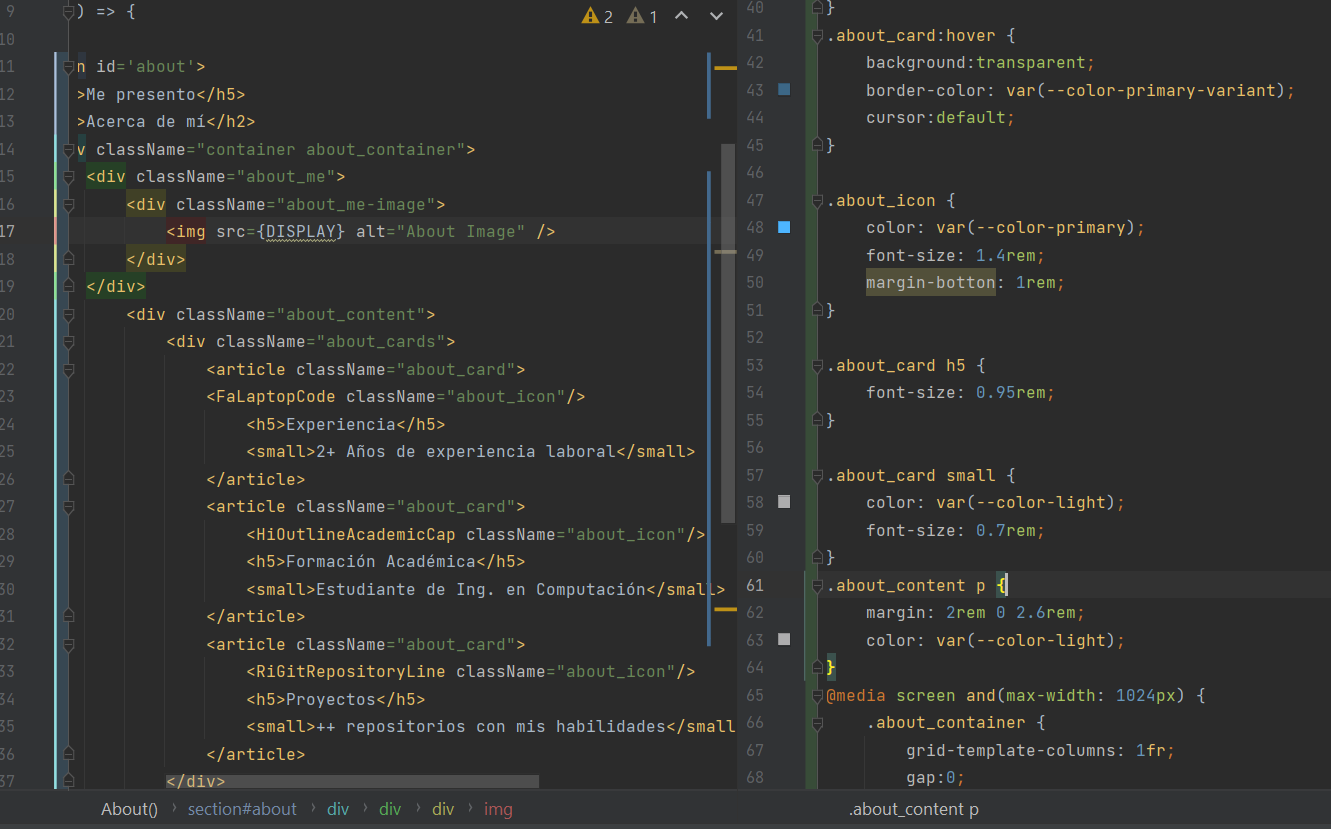 2 1
9 ) => {
10
11 n id='about'>
12 >Me presento</h5>
13 >Acerca de mí</h2>
14 v className="container about_container">
15 <div className="about_me">
16 <div className="about_me-image">
17 <img src={DISPLAY} alt="About Image" />
18 </div>
19 </div>
20 <div className="about_content">
21 <div className="about_cards">
22 <article className="about_card">
23 <FaLaptopCode className="about_icon"/>
24 <h5>Experiencia</h5>
25 <small>2+ Años de experiencia laboral</small>
26 </article>
27 <article className="about_card">
28 <HiOutlineAcademicCap className="about_icon"/>
29 <h5>Formación Académica</h5>
30 <small>Estudiante de Ing. en Computación</small>
31 </article>
32 <article className="about_card">
33 <RiGitRepositoryLine className="about_icon"/>
34 <h5>Proyectos</h5>
35 <small>++ repositorios con mis habilidades</small
36 </article>
37 </div>
About() section#about div div div img
40 }
41 .about_card:hover {
42 background:transparent;
43 border-color: var(--color-primary-variant);
44 cursor:default;
45 }
46
47 .about_icon {
48 color: var(--color-primary);
49 font-size: 1.4rem;
50 margin-botton: 1rem;
51 }
52
53 .about_card h5 {
54 font-size: 0.95rem;
55 }
56
57 .about_card small {
58 color: var(--color-light);
59 font-size: 0.7rem;
60 }
61 .about_content p {
62 margin: 2rem 0 2.6rem;
63 color: var(--color-light);
64 }
65 @media screen and(max-width: 1024px) {
66 .about_container {
67 grid-template-columns: 1fr;
68 gap:0;
.about_content p